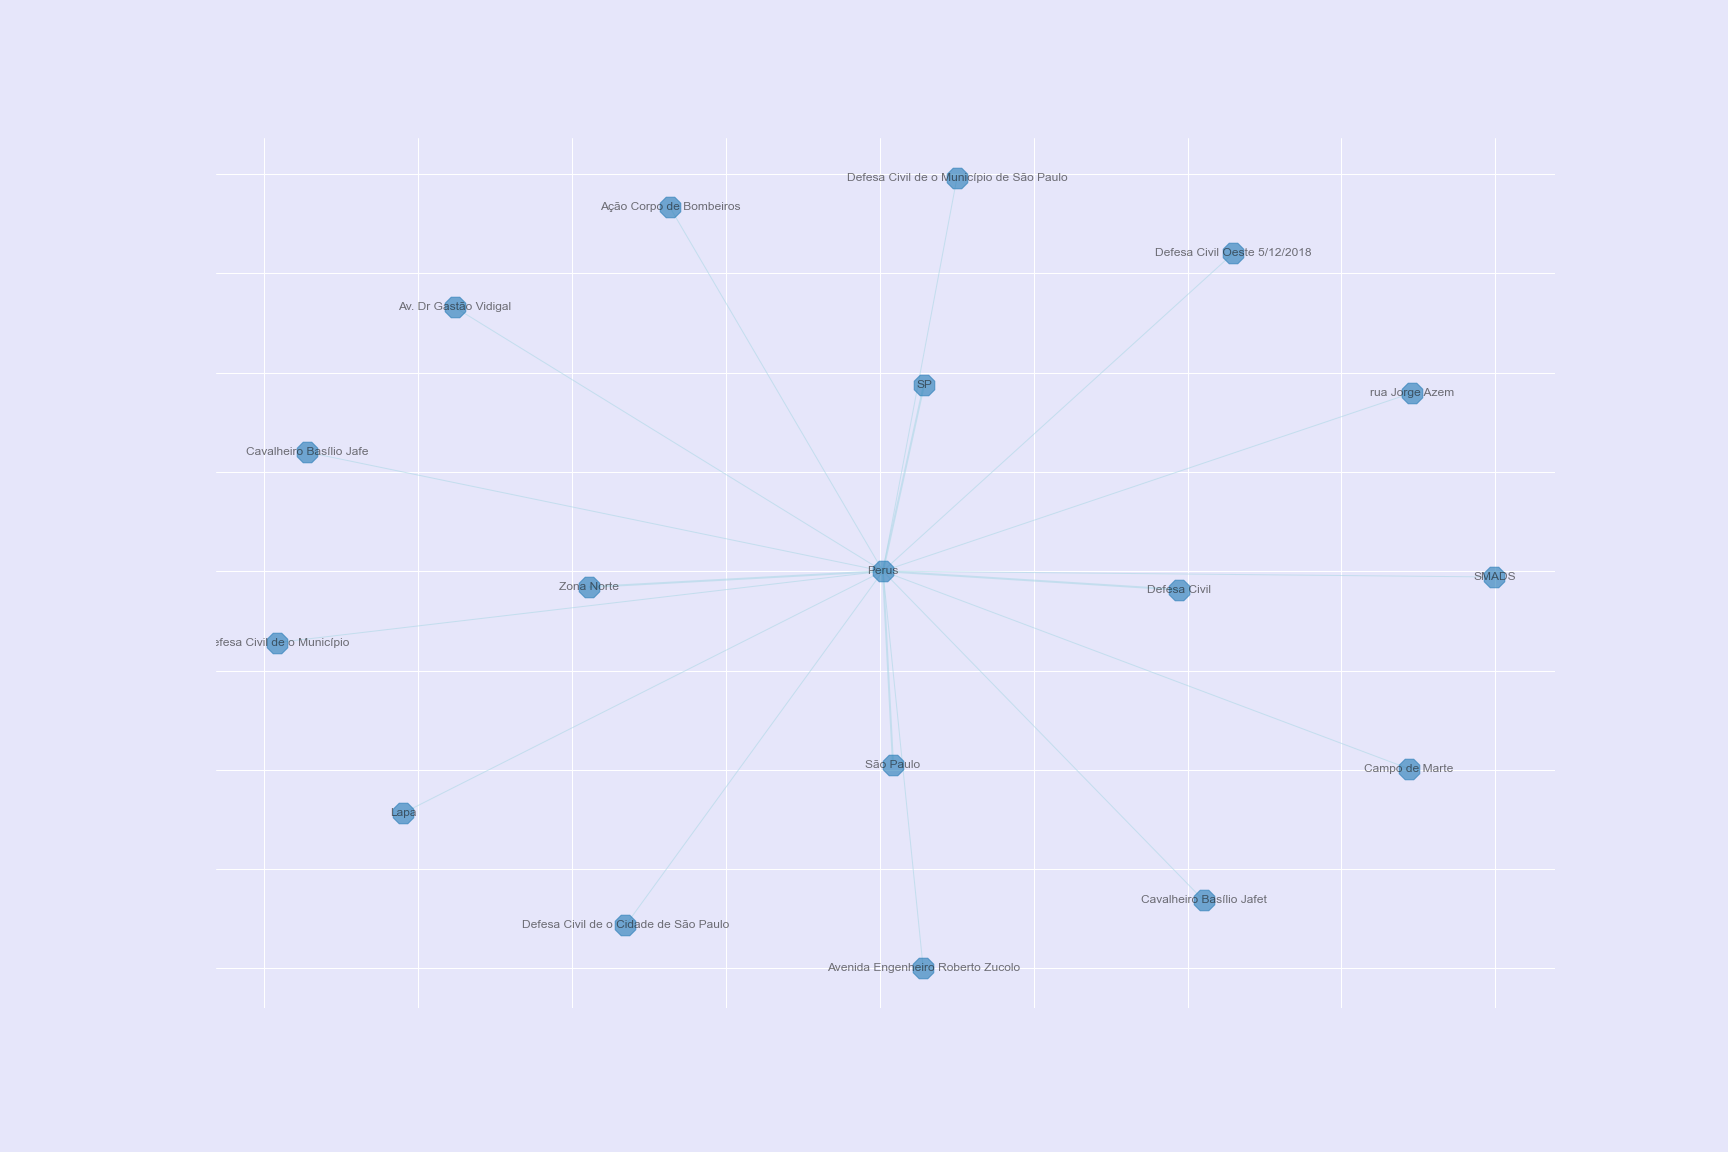 Defesa Civil de o Município de São Paulo
Ação Corpo de Bombeiros
Defesa Civil Oeste 5/12/2018
Av. Dr Gastão Vidigal
SP
rua Jorge Azem
Cavalheiro Basílio Jafe
Perus
SMADS
Zona Norte
Defesa Civil
efesa Civil de o Município
São Paulo
Campo de Marte
Lapa
Cavalheiro Basílio Jafet
Defesa Civil de o Cidade de São Paulo
Avenida Engenheiro Roberto Zucolo